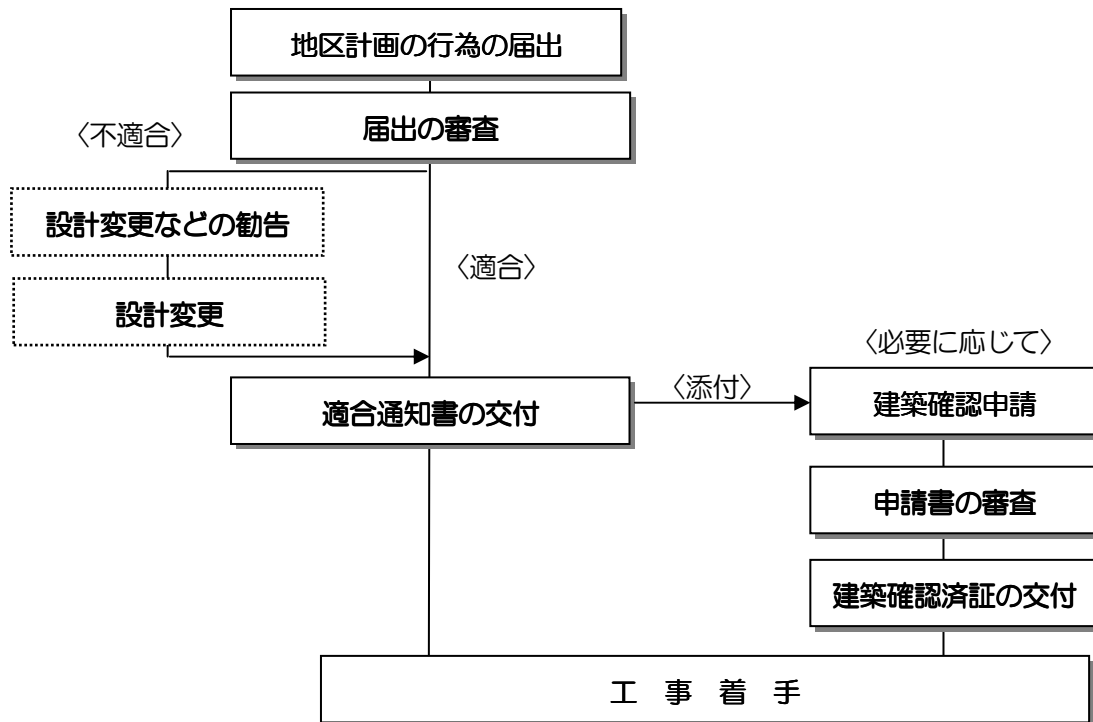 地区計画の行為の届出
届出の審査
〈不適合〉
設計変更などの勧告
〈適合〉
設計変更
〈必要に応じて〉
適合通知書の交付
〈添付〉
建築確認申請
申請書の審査
建築確認済証の交付
工 事 着 手